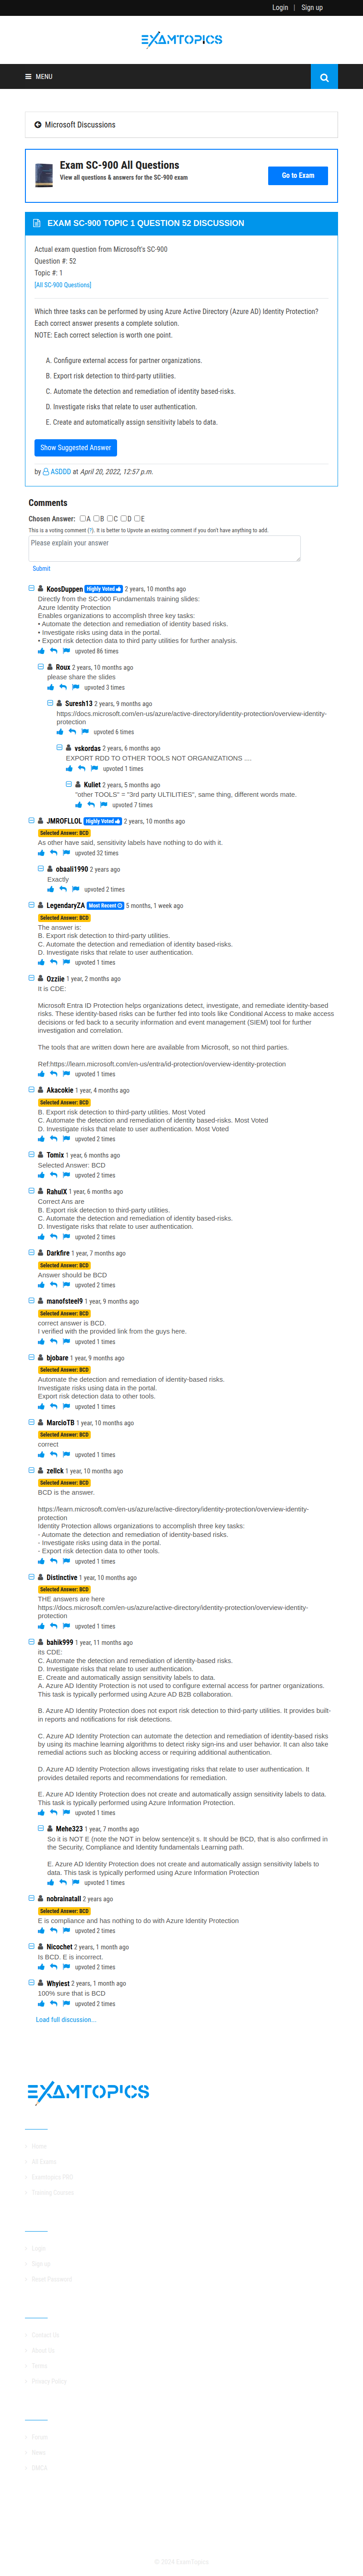 Login | Sign up
EXAMTOPICS
MENU
Microsoft Discussions
Exam SC-900 All Questions
View all questions & answers for the SC-900 exam
Go to Exam
EXAM SC-900 TOPIC 1 QUESTION 52 DISCUSSION
Actual exam question from Microsoft's SC-900
Question #: 52
Topic #: 1
[All SC-900 Questions]
Which three tasks can be performed by using Azure Active Directory (Azure AD) Identity Protection?
Each correct answer presents a complete solution.
NOTE: Each correct selection is worth one point.
A. Configure external access for partner organizations.
B. Export risk detection to third-party utilities.
C. Automate the detection and remediation of identity based-risks.
D. Investigate risks that relate to user authentication.
E. Create and automatically assign sensitivity labels to data.
Show Suggested Answer
by ASDDD at April 20, 2022, 12:57 p.m.
Comments
Chosen Answer: A B C D E
This is a voting comment (?). It is better to Upvote an existing comment if you don't have anything to add.
Please explain your answer
Submit
KoosDuppen Highly Voted 2 years, 10 months ago
Directly from the SC-900 Fundamentals training slides:
Azure Identity Protection
Enables organizations to accomplish three key tasks:
• Automate the detection and remediation of identity based risks.
• Investigate risks using data in the portal.
• Export risk detection data to third party utilities for further analysis.
upvoted 86 times
Roux 2 years, 10 months ago
please share the slides
upvoted 3 times
Suresh13 2 years, 9 months ago
https://docs.microsoft.com/en-us/azure/active-directory/identity-protection/overview-identity-
protection
upvoted 6 times
vskordas 2 years, 6 months ago
EXPORT RDD TO OTHER TOOLS NOT ORGANIZATIONS ....
upvoted 1 times
Kuliet 2 years, 5 months ago
"other TOOLS" = "3rd party ULTILITIES", same thing, different words mate.
upvoted 7 times
JMROFLLOL Highly Voted 2 years, 10 months ago
Selected Answer: BCD
As other have said, sensitivity labels have nothing to do with it.
upvoted 32 times
obaali1990 2 years ago
Exactly
upvoted 2 times
LegendaryZA Most Recent 5 months, 1 week ago
Selected Answer: BCD
The answer is:
B. Export risk detection to third-party utilities.
C. Automate the detection and remediation of identity based-risks.
D. Investigate risks that relate to user authentication.
upvoted 1 times
Ozziie 1 year, 2 months ago
It is CDE:
Microsoft Entra ID Protection helps organizations detect, investigate, and remediate identity-based
risks. These identity-based risks can be further fed into tools like Conditional Access to make access
decisions or fed back to a security information and event management (SIEM) tool for further
investigation and correlation.
The tools that are written down here are available from Microsoft, so not third parties.
Ref:https://learn.microsoft.com/en-us/entra/id-protection/overview-identity-protection
upvoted 1 times
Akacokie 1 year, 4 months ago
Selected Answer: BCD
B. Export risk detection to third-party utilities. Most Voted
C. Automate the detection and remediation of identity based-risks. Most Voted
D. Investigate risks that relate to user authentication. Most Voted
upvoted 2 times
Tomix 1 year, 6 months ago
Selected Answer: BCD
upvoted 2 times
RahulX 1 year, 6 months ago
Correct Ans are
B. Export risk detection to third-party utilities.
C. Automate the detection and remediation of identity based-risks.
D. Investigate risks that relate to user authentication.
upvoted 2 times
Darkfire 1 year, 7 months ago
Selected Answer: BCD
Answer should be BCD
upvoted 2 times
manofsteel9 1 year, 9 months ago
Selected Answer: BCD
correct answer is BCD.
I verified with the provided link from the guys here.
upvoted 1 times
bjobare 1 year, 9 months ago
Selected Answer: BCD
Automate the detection and remediation of identity-based risks.
Investigate risks using data in the portal.
Export risk detection data to other tools.
upvoted 1 times
MarcioTB 1 year, 10 months ago
Selected Answer: BCD
correct
upvoted 1 times
zellck 1 year, 10 months ago
Selected Answer: BCD
BCD is the answer.
https://learn.microsoft.com/en-us/azure/active-directory/identity-protection/overview-identity-
protection
Identity Protection allows organizations to accomplish three key tasks:
- Automate the detection and remediation of identity-based risks.
- Investigate risks using data in the portal.
- Export risk detection data to other tools.
upvoted 1 times
Distinctive 1 year, 10 months ago
Selected Answer: BCD
THE answers are here
https://docs.microsoft.com/en-us/azure/active-directory/identity-protection/overview-identity-
protection
upvoted 1 times
bahik999 1 year, 11 months ago
its CDE:
C. Automate the detection and remediation of identity-based risks.
D. Investigate risks that relate to user authentication.
E. Create and automatically assign sensitivity labels to data.
A. Azure AD Identity Protection is not used to configure external access for partner organizations.
This task is typically performed using Azure AD B2B collaboration.
B. Azure AD Identity Protection does not export risk detection to third-party utilities. It provides built-
in reports and notifications for risk detections.
C. Azure AD Identity Protection can automate the detection and remediation of identity-based risks
by using its machine learning algorithms to detect risky sign-ins and user behavior. It can also take
remedial actions such as blocking access or requiring additional authentication.
D. Azure AD Identity Protection allows investigating risks that relate to user authentication. It
provides detailed reports and recommendations for remediation.
E. Azure AD Identity Protection does not create and automatically assign sensitivity labels to data.
This task is typically performed using Azure Information Protection.
upvoted 1 times
Mehe323 1 year, 7 months ago
So it is NOT E (note the NOT in below sentence)it s. It should be BCD, that is also confirmed in
the Security, Compliance and Identity fundamentals Learning path.
E. Azure AD Identity Protection does not create and automatically assign sensitivity labels to
data. This task is typically performed using Azure Information Protection
upvoted 1 times
nobrainatall 2 years ago
Selected Answer: BCD
E is compliance and has nothing to do with Azure Identity Protection
upvoted 2 times
Nicochet 2 years, 1 month ago
Is BCD. E is incorrect.
upvoted 2 times
Whyiest 2 years, 1 month ago
100% sure that is BCD
upvoted 2 times
Load full discussion...
EXAMTOPICS
Home
All Exams
Examtopics PRO
Training Courses
Login
Sign up
Reset Password
Contact Us
About Us
Terms
Privacy Policy
Forum
News
DMCA
© 2024 ExamTopics